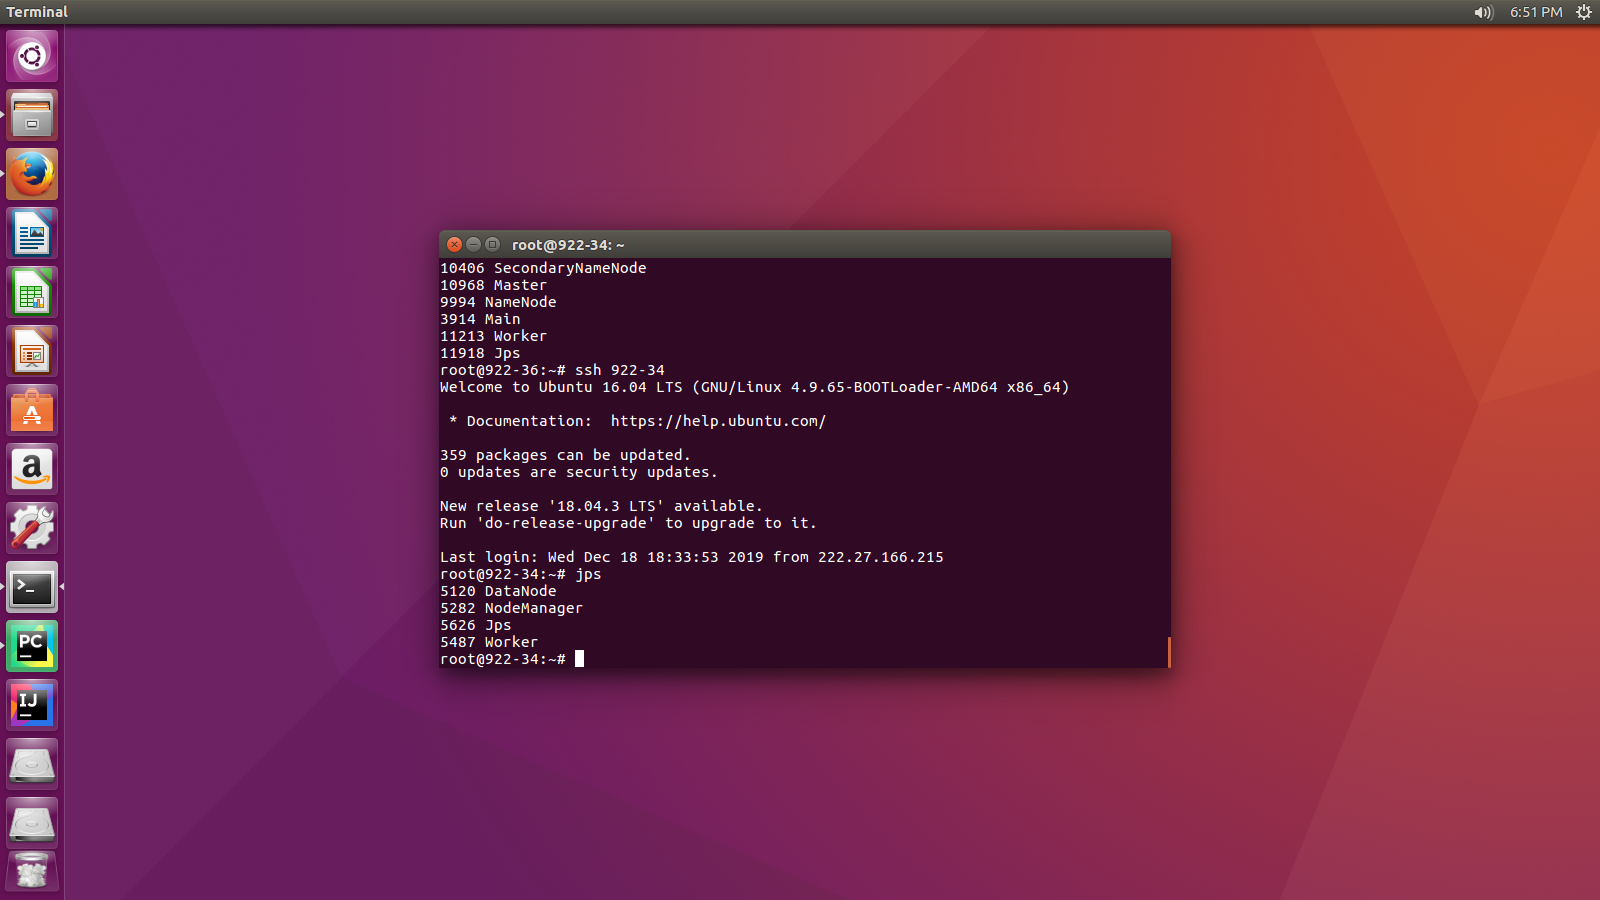 Terminal
6:51 PM
root@922-34: ~
10406 SecondaryNameNode
10968 Master
9994 NameNode
3914 Main
11213 Worker
11918 Jps
root@922-36:~# ssh 922-34
Welcome to Ubuntu 16.04 LTS (GNU/Linux 4.9.65-BOOTLoader-AMD64 x86_64)
* Documentation:  https://help.ubuntu.com/
359 packages can be updated.
0 updates are security updates.
New release '18.04.3 LTS' available.
Run 'do-release-upgrade' to upgrade to it.
Last login: Wed Dec 18 18:33:53 2019 from 222.27.166.215
root@922-34:~# jps
5120 DataNode
5282 NodeManager
5626 Jps
5487 Worker
root@922-34:~#
A
a
>_
PC
IJ